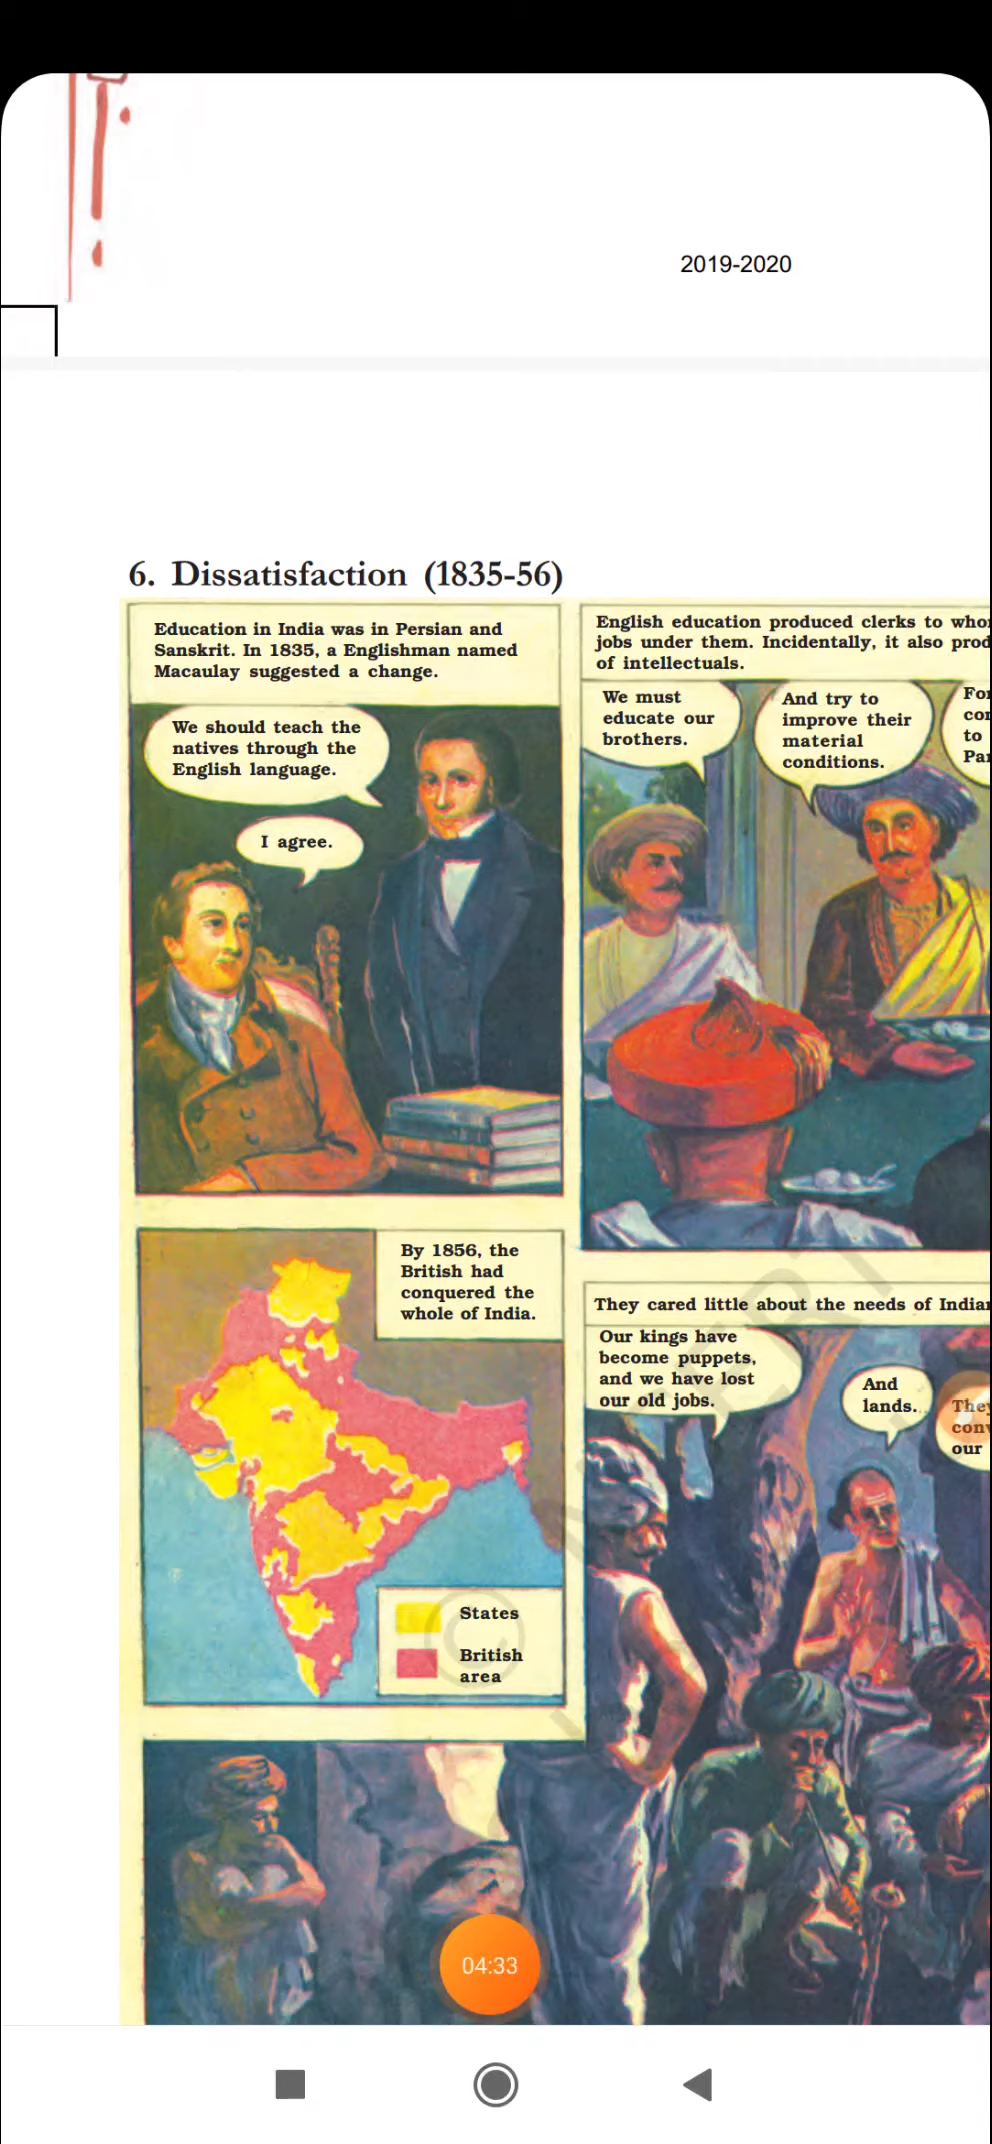 2019-2020
6. Dissatisfaction (1835-56)
Education in India was in Persian and
Sanskrit. In 1835, a Englishman named
Macaulay suggested a change.
We should teach the
natives through the
English language.
I agree.
English education produced clerks to
jobs under them. Incidentally, it also
of intellectuals.
We must
educate our
brothers.
And try to
improve their
material
conditions.
to
By 1856, the
British had
conquered the
whole of India.
States
British
area
They cared little about the needs of
Our kings have
become puppets,
and we have lost
our old jobs.
And
lands.
our
© NCERT
04:33